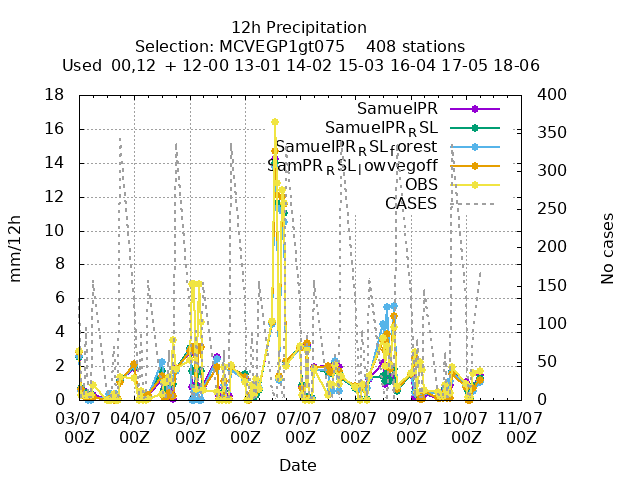 12h Precipitation
Selection: MCVEGP1gt075 408 stations
Used 00,12 + 12-00 13-01 14-02 15-03 16-04 17-05 18-06
18 400
16 350
14 300
12 250
10 200
8 150
6 100
4 50
2 0
0
mm/12h
No cases
SamuelPR
SamuelPR_RSL
SamuelPR_RSL_forest
SamPR_RSL_lowvegoff
OBS
CASES
03/07 04/07 05/07 06/07 07/07 08/07 09/07 10/07 11/07
00Z 00Z 00Z 00Z 00Z 00Z 00Z 00Z 00Z
Date